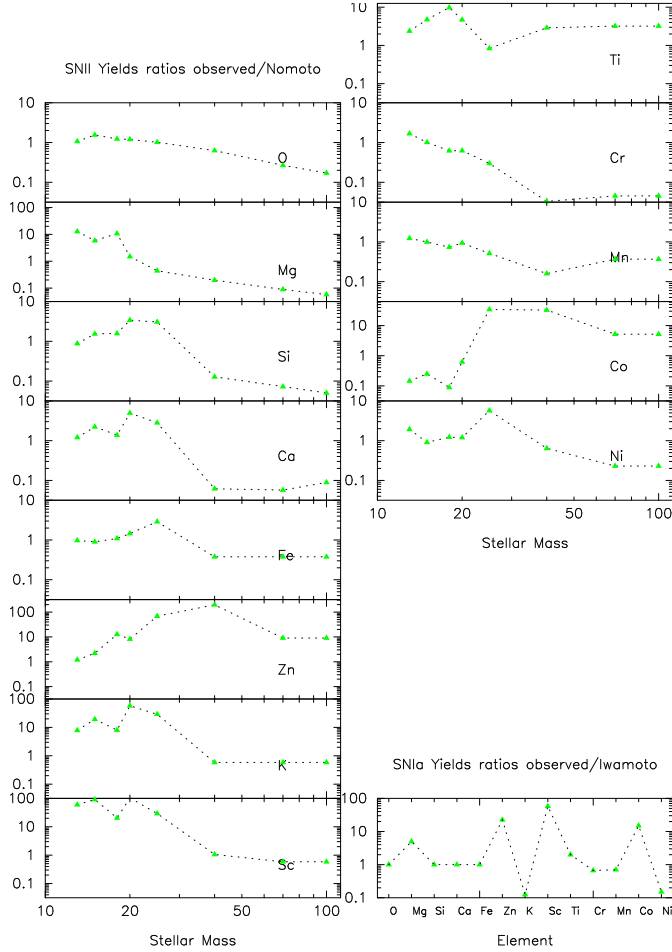 SNII Yields ratios observed/Nomoto
10
1
0.1
O
100
10
1
0.1
Mg
10
1
0.1
Si
10
1
0.1
Ca
10
1
0.1
Fe
100
10
1
0.1
Zn
100
10
1
0.1
K
100
10
1
0.1
Sc
10 20 50 100
Stellar Mass
10
1
0.1
Ti
10
1
0.1
Cr
1
0.1
Mn
10
1
0.1
Co
10
1
0.1
Ni
10 20 50 100
Stellar Mass
SNIa Yields ratios observed/Iwamoto
100
10
1
0.1
O Mg Si Ca Fe Zn K Sc Ti Cr Mn Co Ni
Element